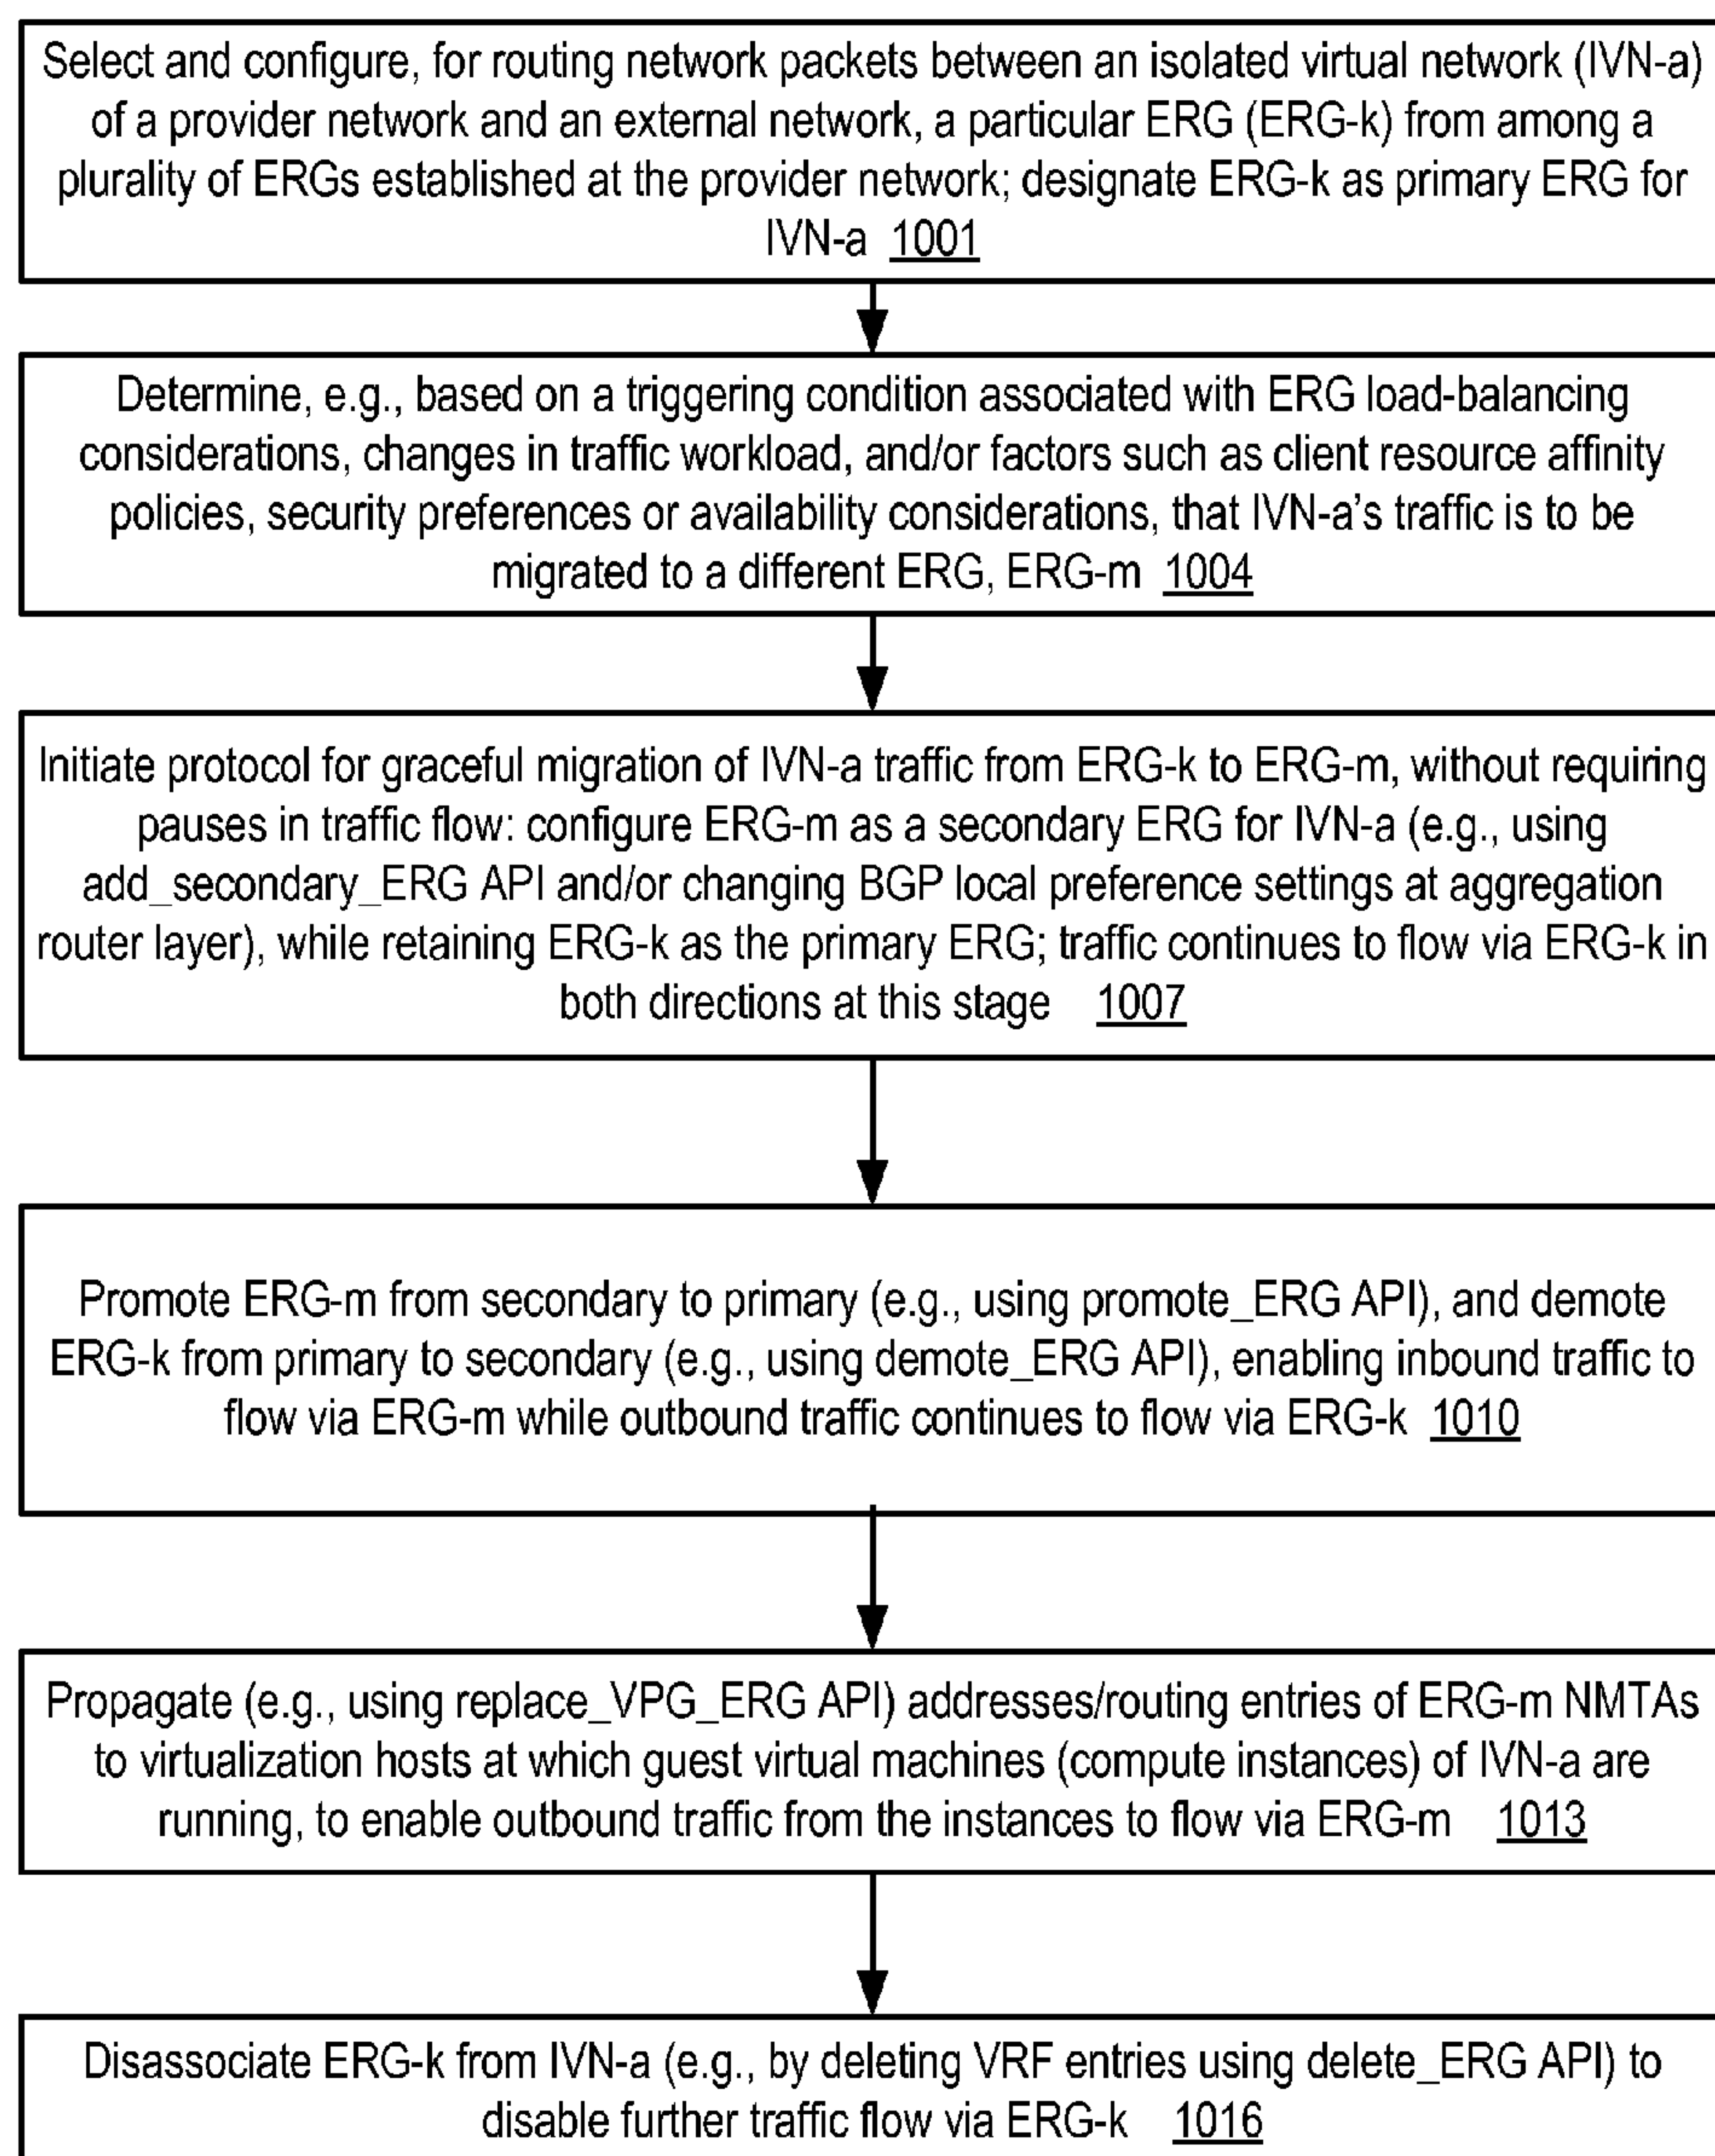 Select and configure, for routing network packets between an isolated virtual network (IVN-a)
of a provider network and an external network, a particular ERG (ERG-k) from among a
plurality of ERGs established at the provider network; designate ERG-k as primary ERG for
IVN-a 1001
Determine, e.g., based on a triggering condition associated with ERG load-balancing
considerations, changes in traffic workload, and/or factors such as client resource affinity
policies, security preferences or availability considerations, that IVN-a’s traffic is to be
migrated to a different ERG, ERG-m 1004
Initiate protocol for graceful migration of IVN-a traffic from ERG-k to ERG-m, without requiring
pauses in traffic flow: configure ERG-m as a secondary ERG for IVN-a (e.g., using
add_secondary_ERG API and/or changing BGP local preference settings at aggregation
router layer), while retaining ERG-k as the primary ERG; traffic continues to flow via ERG-k in
both directions at this stage 1007
Promote ERG-m from secondary to primary (e.g., using promote_ERG API), and demote
ERG-k from primary to secondary (e.g., using demote_ERG API), enabling inbound traffic to
flow via ERG-m while outbound traffic continues to flow via ERG-k 1010
Propagate (e.g., using replace_VPG_ERG API) addresses/routing entries of ERG-m NMTAs
to virtualization hosts at which guest virtual machines (compute instances) of IVN-a are
running, to enable outbound traffic from the instances to flow via ERG-m 1013
Disassociate ERG-k from IVN-a (e.g., by deleting VRF entries using delete_ERG API) to
disable further traffic flow via ERG-k 1016